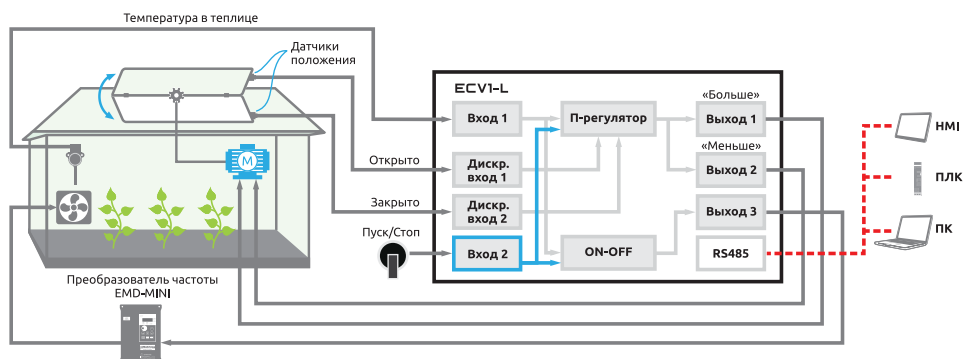 Температура в теплице
Датчики
положения
ECV1-L
«Больше»
Вход 1
П-регулятор
Выход 1
HMI
«Меньше»
Открыто
Дискр.
вход 1
Выход 2
ПЛК
Закрыто
Дискр.
вход 2
Выход 3
Пуск/Стоп
ПК
Вход 2
ON-OFF
RS485
M
Преобразователь частоты
EMD-MINI